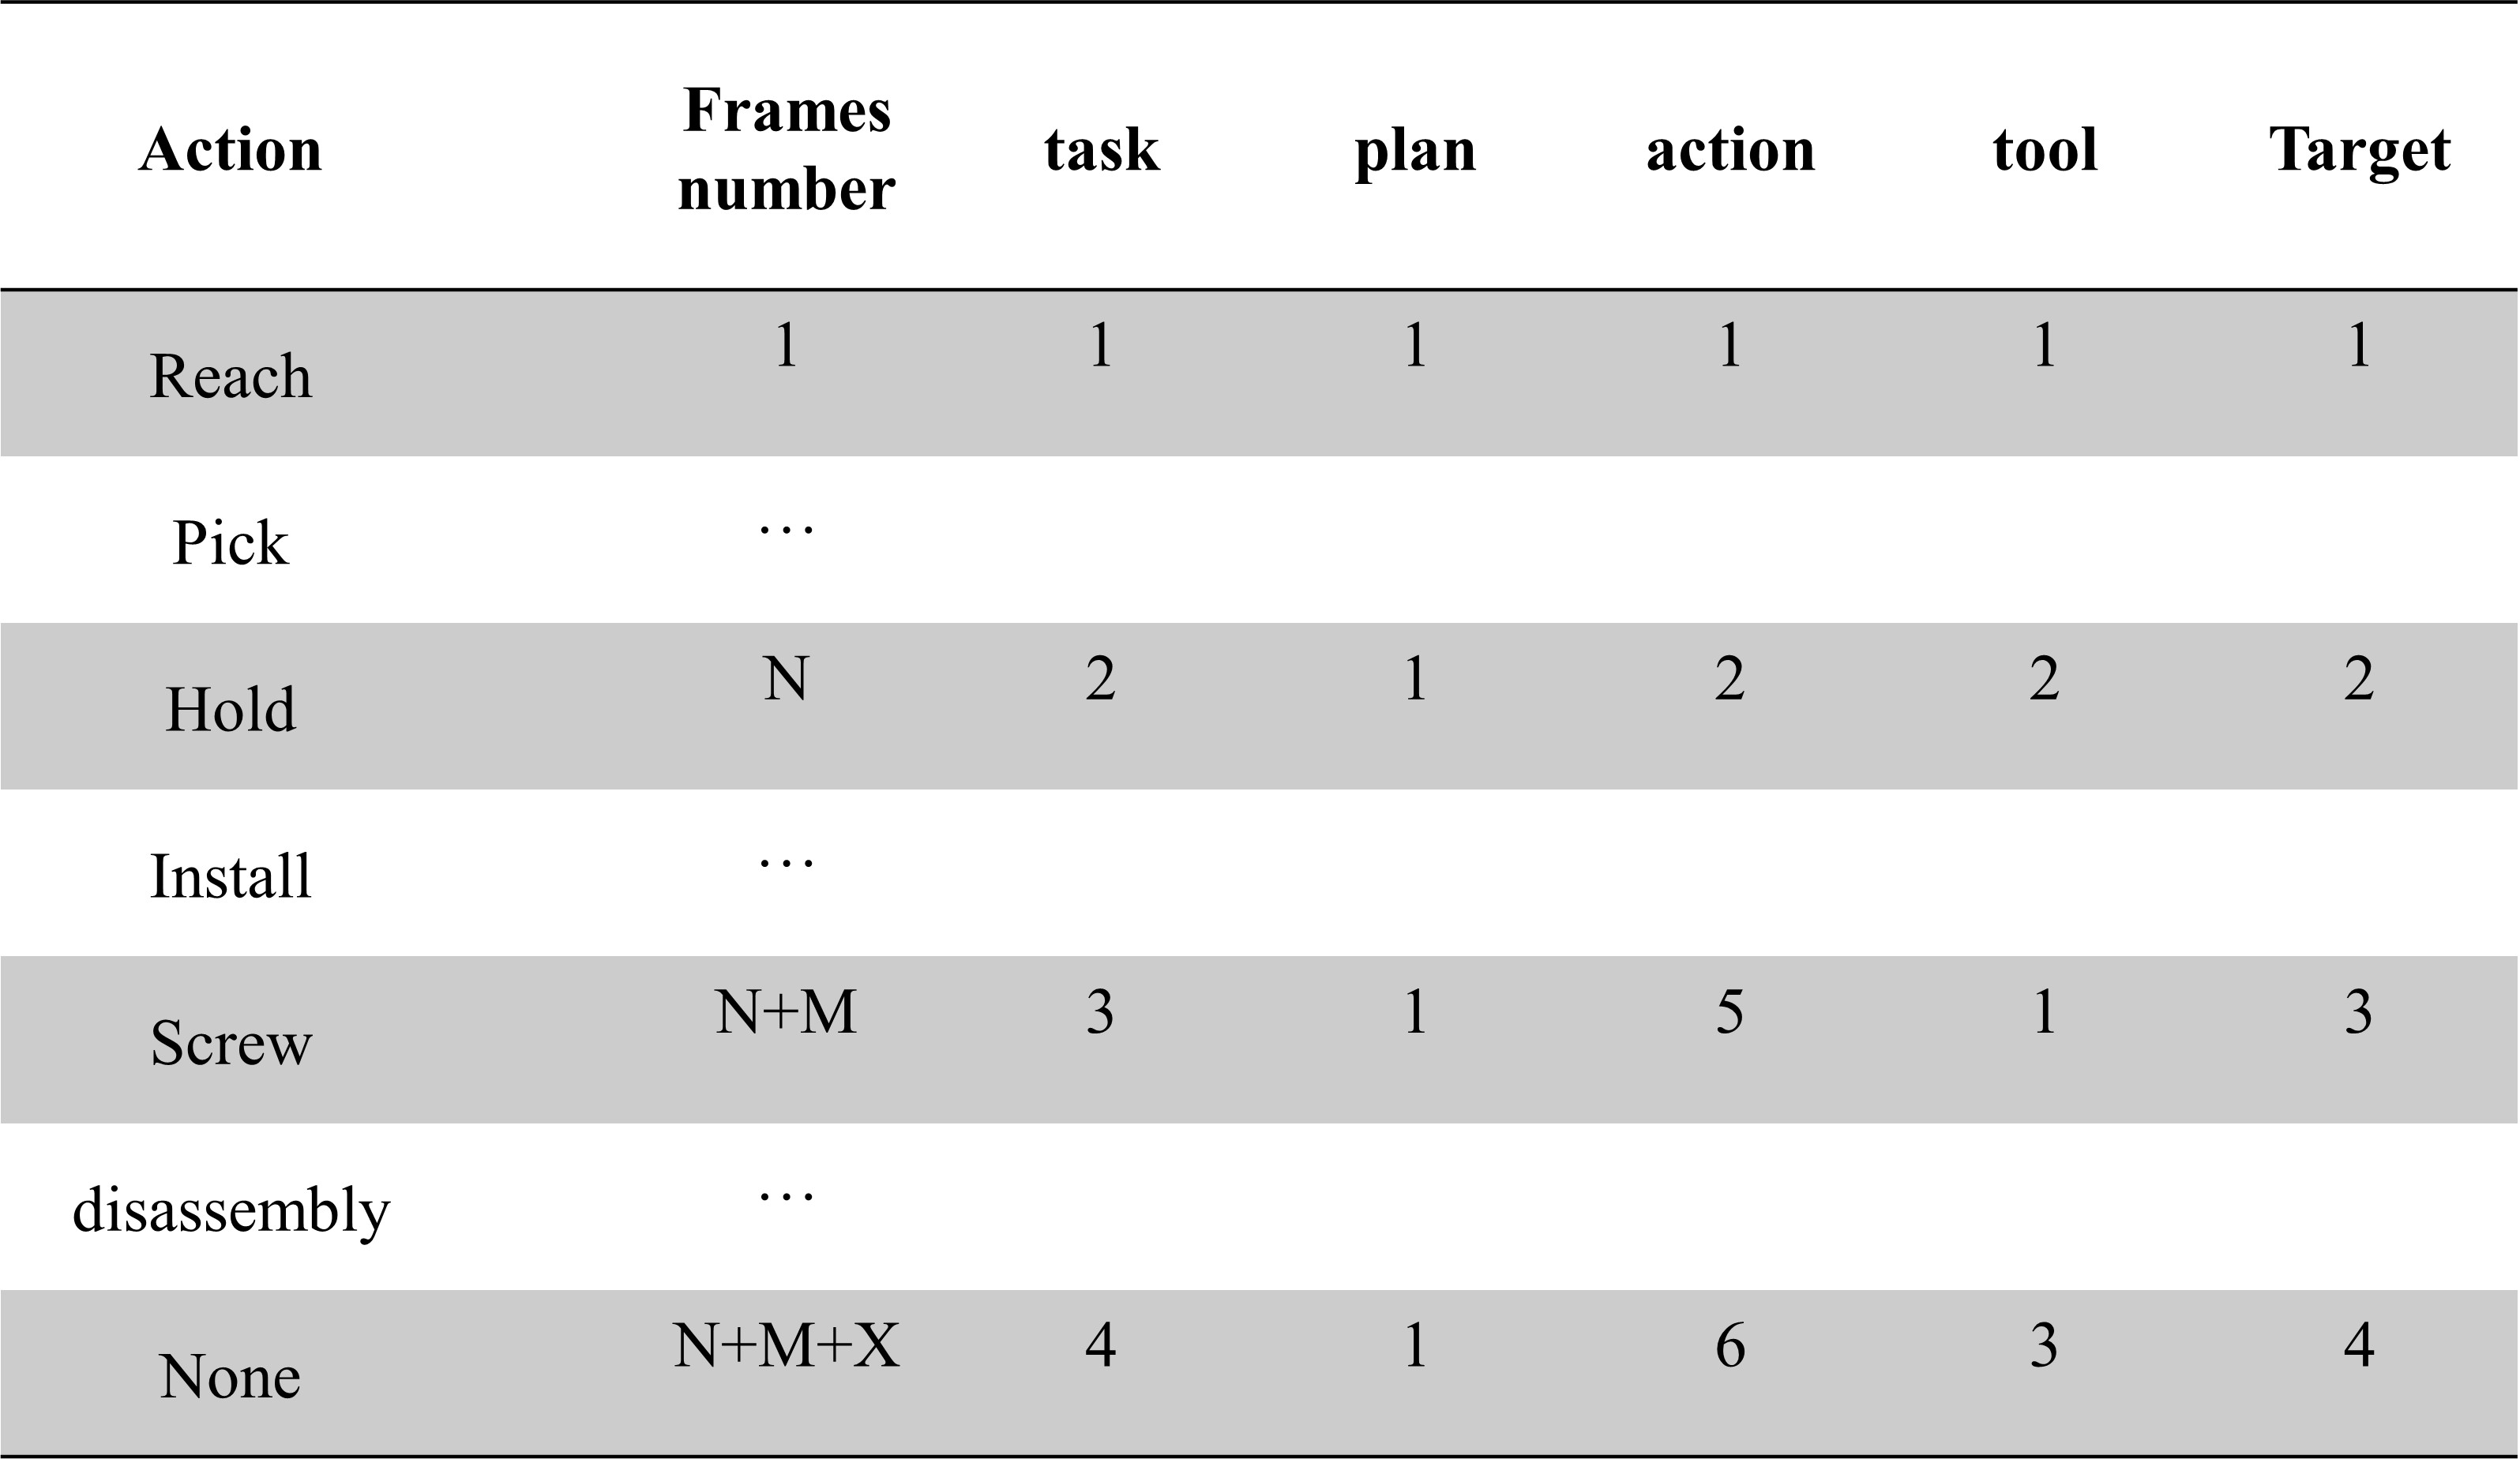 Action Frames number task plan action tool Target
Reach 1 1 1 1 1 1
Pick ...
Hold N 2 1 2 2 2
Install ...
Screw N+M 3 1 5 1 3
disassembly ...
None N+M+X 4 1 6 3 4